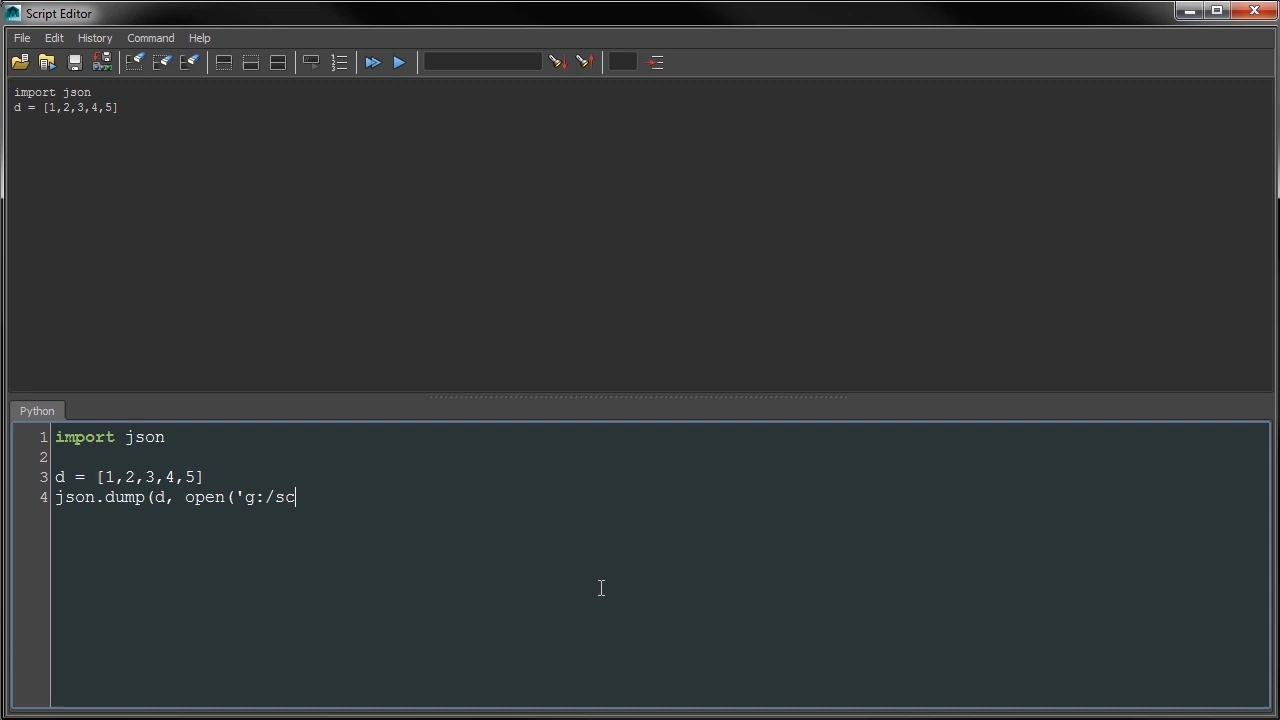 Script Editor
File Edit History Command Help
import json
d = [1,2,3,4,5]
Python
1 import json
2
3 d = [1,2,3,4,5]
4 json.dump(d, open('g:/sc